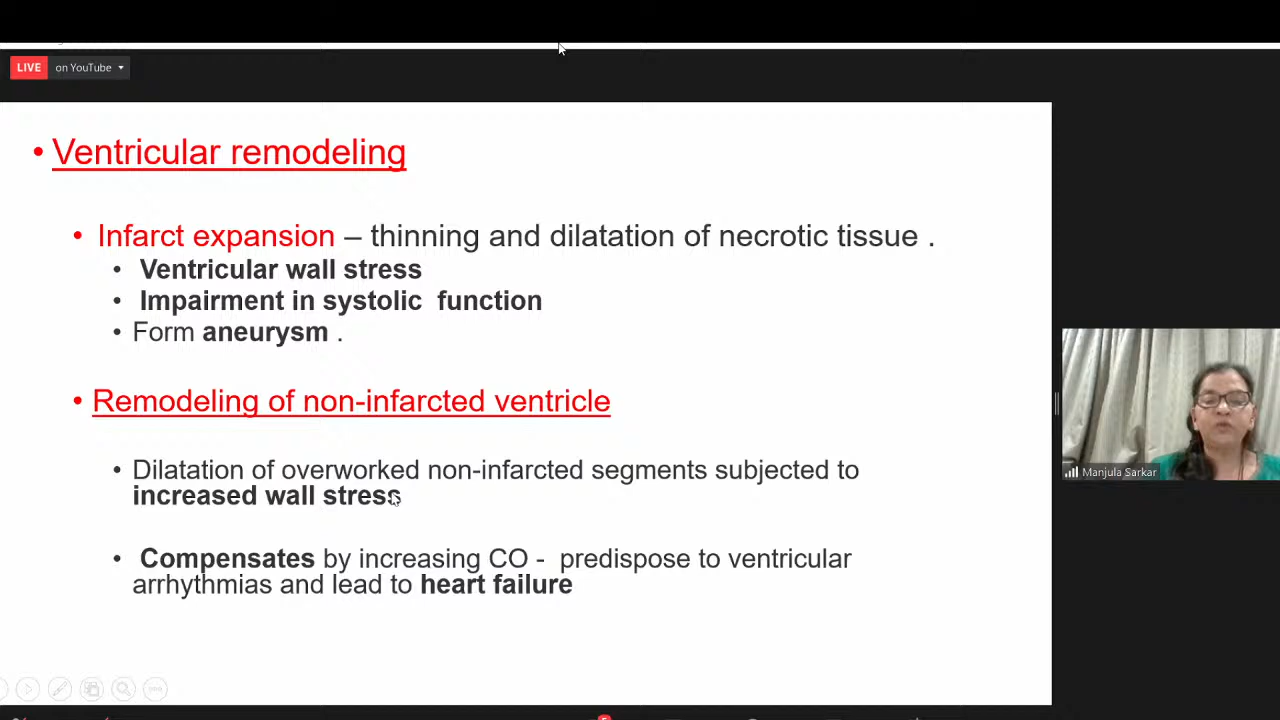 LIVE on YouTube
• Ventricular remodeling
• Infarct expansion – thinning and dilatation of necrotic tissue .
• Ventricular wall stress
• Impairment in systolic function
• Form aneurysm .
• Remodeling of non-infarcted ventricle
• Dilatation of overworked non-infarcted segments subjected to
increased wall stress
• Compensates by increasing CO - predispose to ventricular
arrhythmias and lead to heart failure
Manjula Sarkar